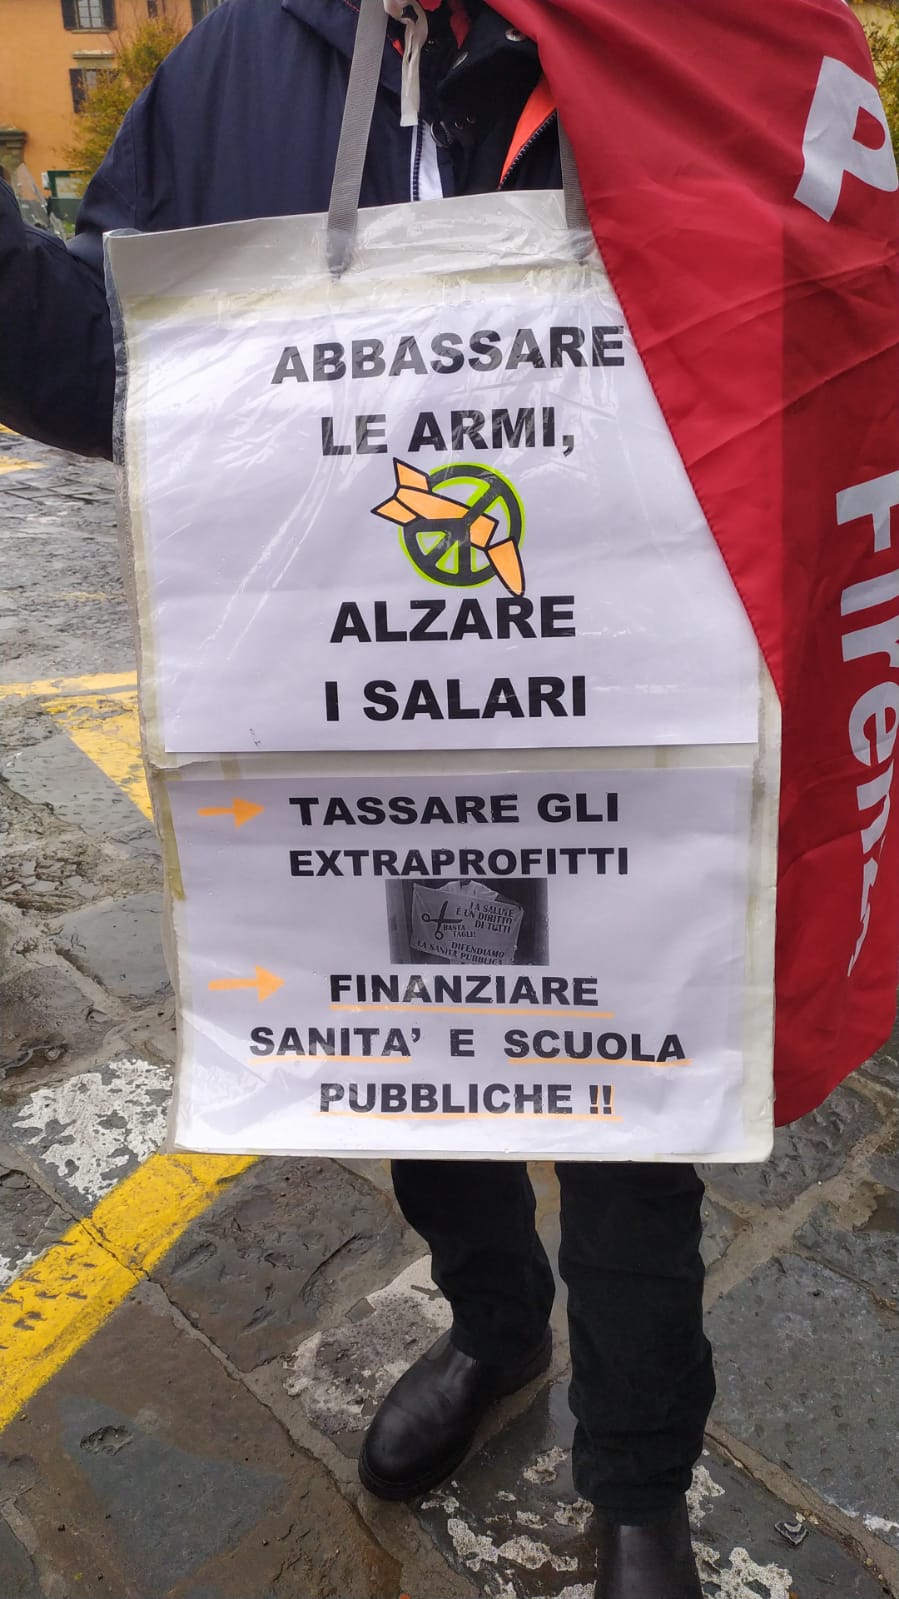 ABBASSARE
LE ARMI,
ALZARE
I SALARI
TASSARE GLI
EXTRAPROFITTI
LA SALUTE
È UN DIRITTO
DI TUTTI
BASTA
TAGLI!
DIFENDIAMO
LA SANITÀ PUBBLICA
FINANZIARE
SANITA' E SCUOLA
PUBBLICHE !!
P
Firenze